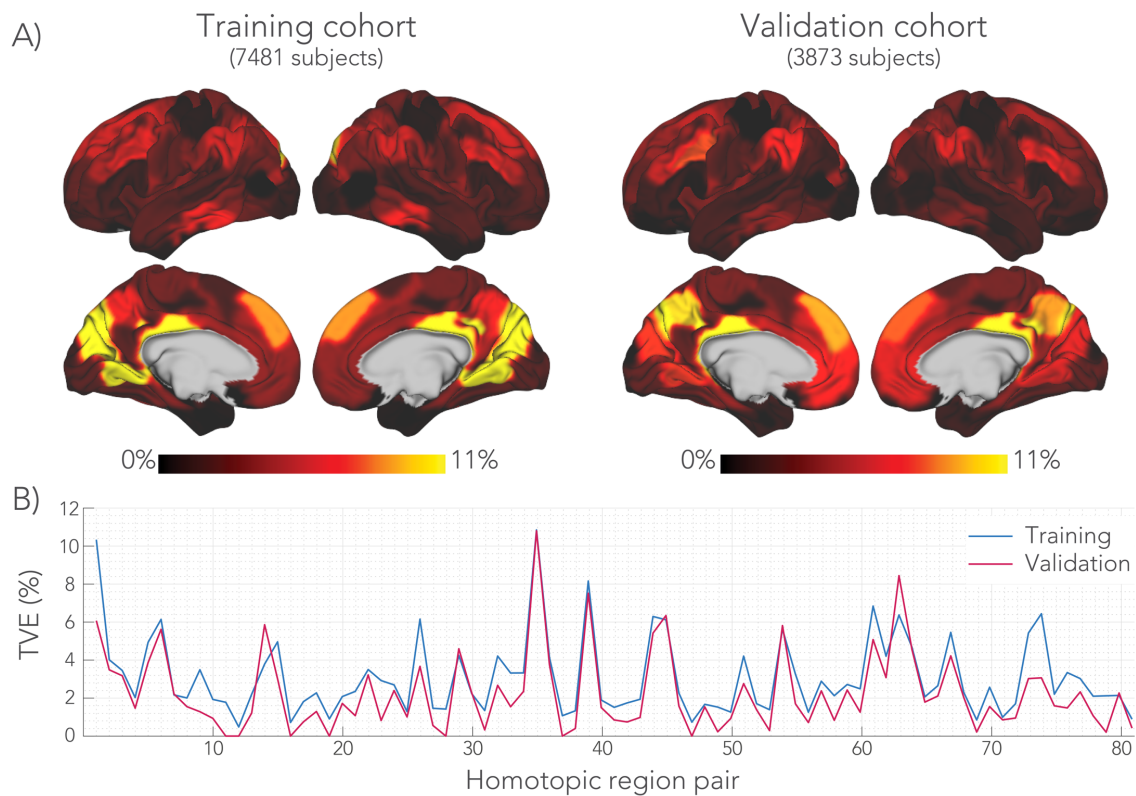 A)
Training cohort
(7481 subjects)
Validation cohort
(3873 subjects)
0% 11%
0% 11%
B)
12
10
8
6
4
2
0
TVE (%)
Training
Validation
10 20 30 40 50 60 70 80
Homotopic region pair